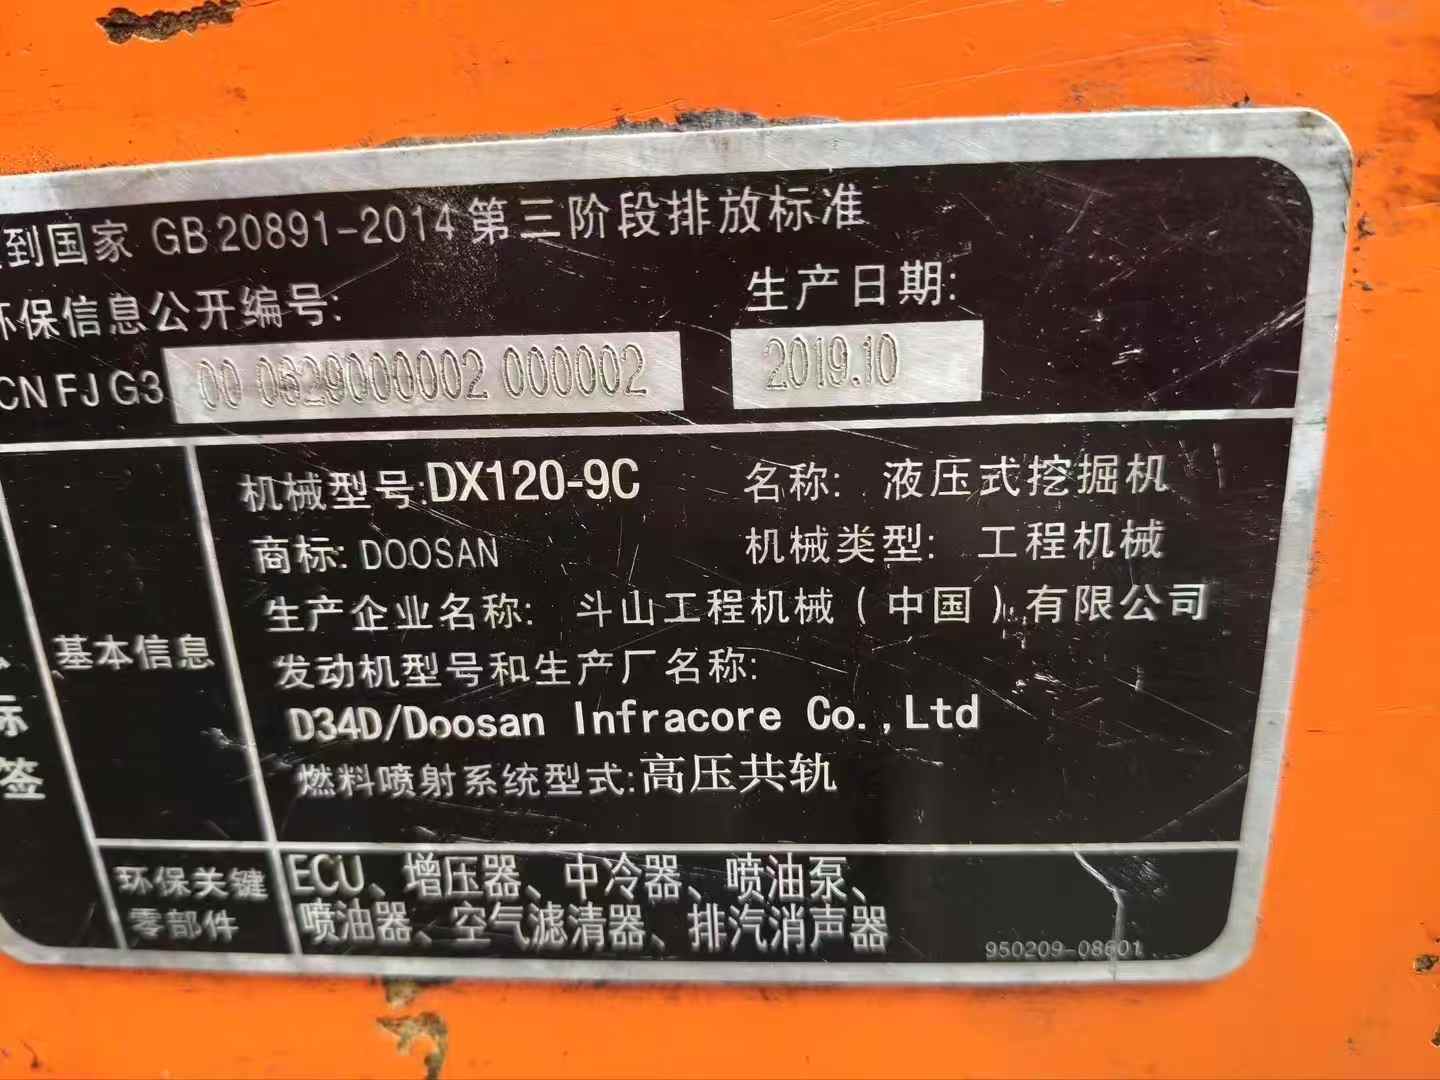 到国家 GB 20891-2014 第三阶段排放标准
环保信息公开编号:
生产日期:
CN FJ G3 00 0629000002 000002
2019.10
机械型号:DX120-9C
名称: 液压式挖掘机
商标: DOOSAN
机械类型: 工程机械
生产企业名称: 斗山工程机械(中国)有限公司
基本信息
发动机型号和生产厂名称:
D34D/Doosan Infracore Co.,Ltd
标
签
燃料喷射系统型式:高压共轨
环保关键
零部件
ECU、增压器、中冷器、喷油泵、
喷油器、空气滤清器、排汽消声器
950209-08601